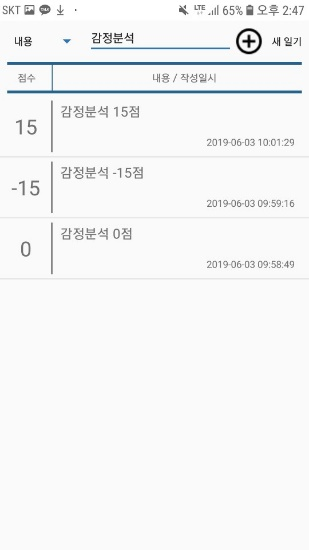 SKT LTE 65% 오후 2:47
내용 감정분석 새 일기
점수 내용 / 작성일시
15 감정분석 15점
2019-06-03 10:01:29
-15 감정분석 -15점
2019-06-03 09:59:16
0 감정분석 0점
2019-06-03 09:58:49